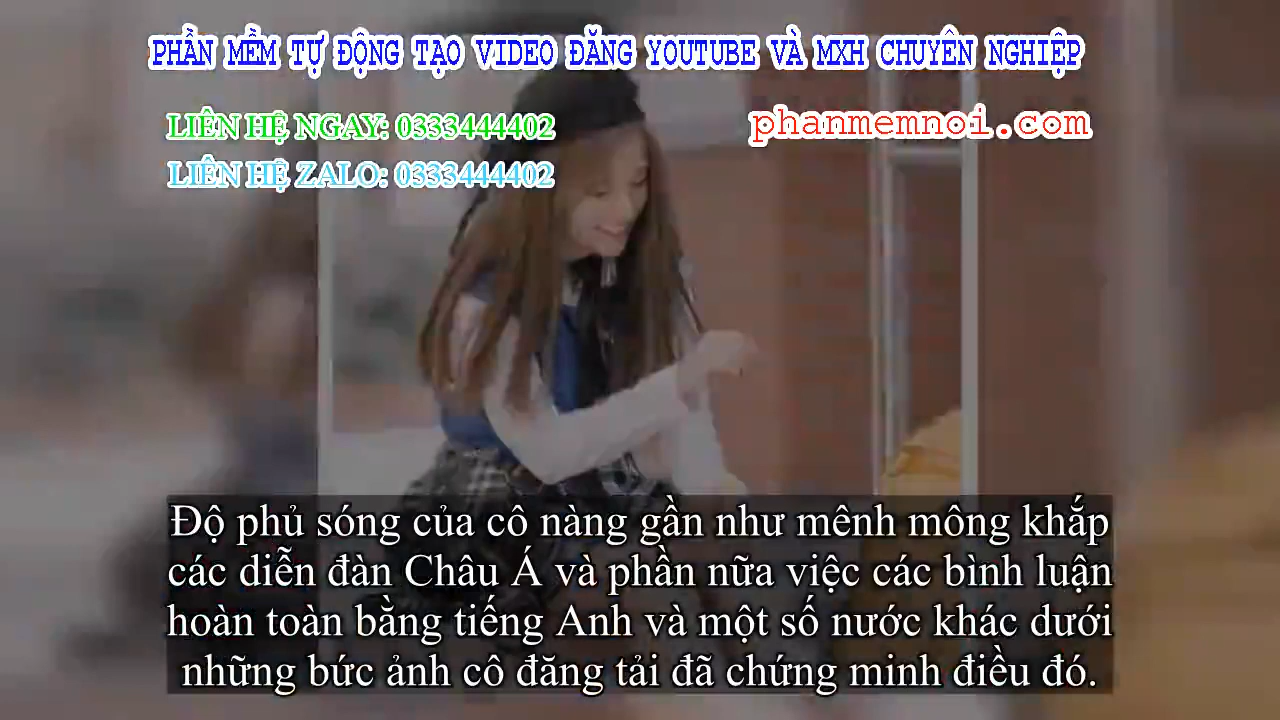 PHẦN MỀM TỰ ĐỘNG TẠO VIDEO ĐĂNG YOUTUBE VÀ MXH CHUYÊN NGHIỆP
LIÊN HỆ NGAY: 0333444402
phanmemnoi.com
LIÊN HỆ ZALO: 0333444402
Độ phủ sóng của cô nàng gần như mênh mông khắp
các diễn đàn Châu Á và phần nữa việc các bình luận
hoàn toàn bằng tiếng Anh và một số nước khác dưới
những bức ảnh cô đăng tải đã chứng minh điều đó.